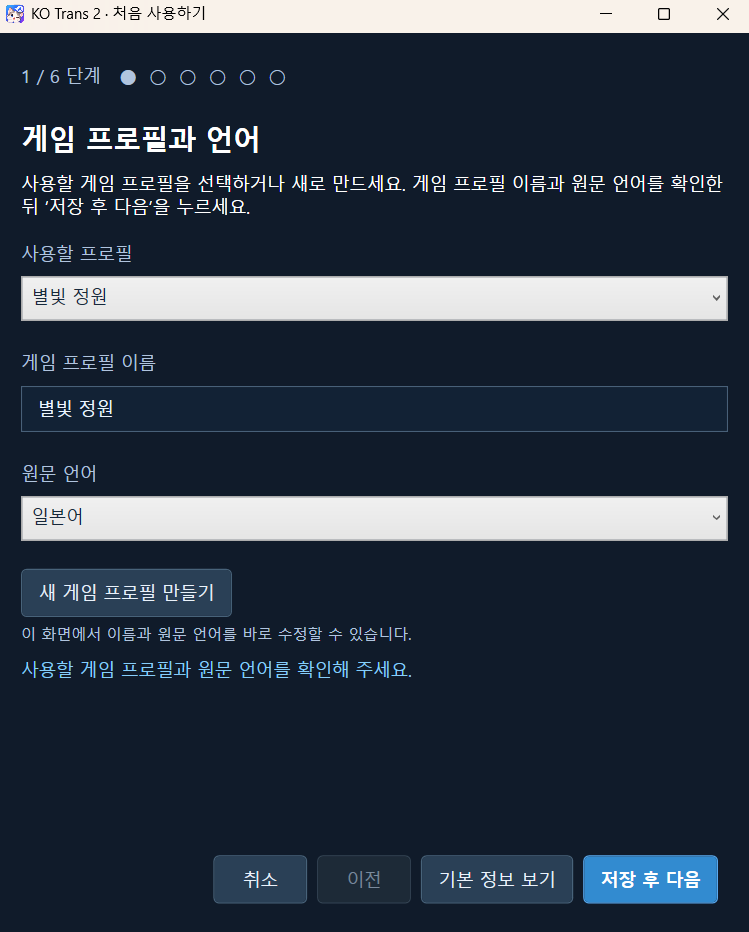 KO Trans 2 · 처음 사용하기
1 / 6 단계
게임 프로필과 언어
사용할 게임 프로필을 선택하거나 새로 만드세요. 게임 프로필 이름과 원문 언어를 확인한
뒤 ‘저장 후 다음’을 누르세요.
사용할 프로필
별빛 정원
게임 프로필 이름
별빛 정원
원문 언어
일본어
새 게임 프로필 만들기
이 화면에서 이름과 원문 언어를 바로 수정할 수 있습니다.
사용할 게임 프로필과 원문 언어를 확인해 주세요.
취소 이전 기본 정보 보기 저장 후 다음